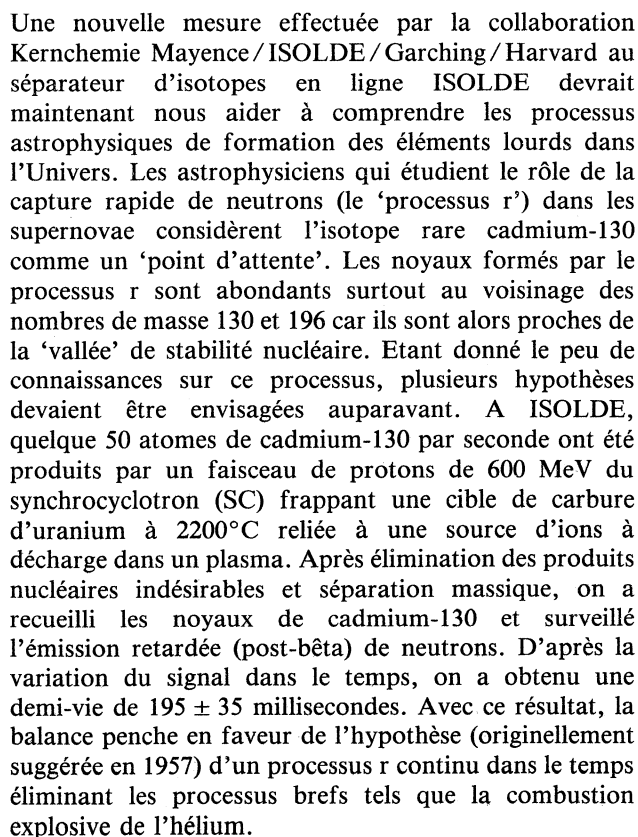 Une nouvelle mesure effectuée par la collaboration
Kernchemie Mayence/ISOLDE/Garching/Harvard au
séparateur d'isotopes en ligne ISOLDE devrait
maintenant nous aider à comprendre les processus
astrophysiques de formation des éléments lourds dans
l'Univers. Les astrophysiciens qui étudient le rôle de la
capture rapide de neutrons (le ‘processus r’) dans les
supernovae considèrent l'isotope rare cadmium-130
comme un ‘point d'attente’. Les noyaux formés par le
processus r sont abondants surtout au voisinage des
nombres de masse 130 et 196 car ils sont alors proches de
la ‘vallée’ de stabilité nucléaire. Etant donné le peu de
connaissances sur ce processus, plusieurs hypothèses
devaient être envisagées auparavant. A ISOLDE,
quelque 50 atomes de cadmium-130 par seconde ont été
produits par un faisceau de protons de 600 MeV du
synchrocyclotron (SC) frappant une cible de carbure
d'uranium à 2200°C reliée à une source d'ions à
décharge dans un plasma. Après élimination des produits
nucléaires indésirables et séparation massique, on a
recueilli les noyaux de cadmium-130 et surveillé
l'émission retardée (post-bêta) de neutrons. D'après la
variation du signal dans le temps, on a obtenu une
demi-vie de 195 ± 35 millisecondes. Avec ce résultat, la
balance penche en faveur de l'hypothèse (originellement
suggérée en 1957) d'un processus r continu dans le temps
éliminant les processus brefs tels que la combustion
explosive de l'hélium.